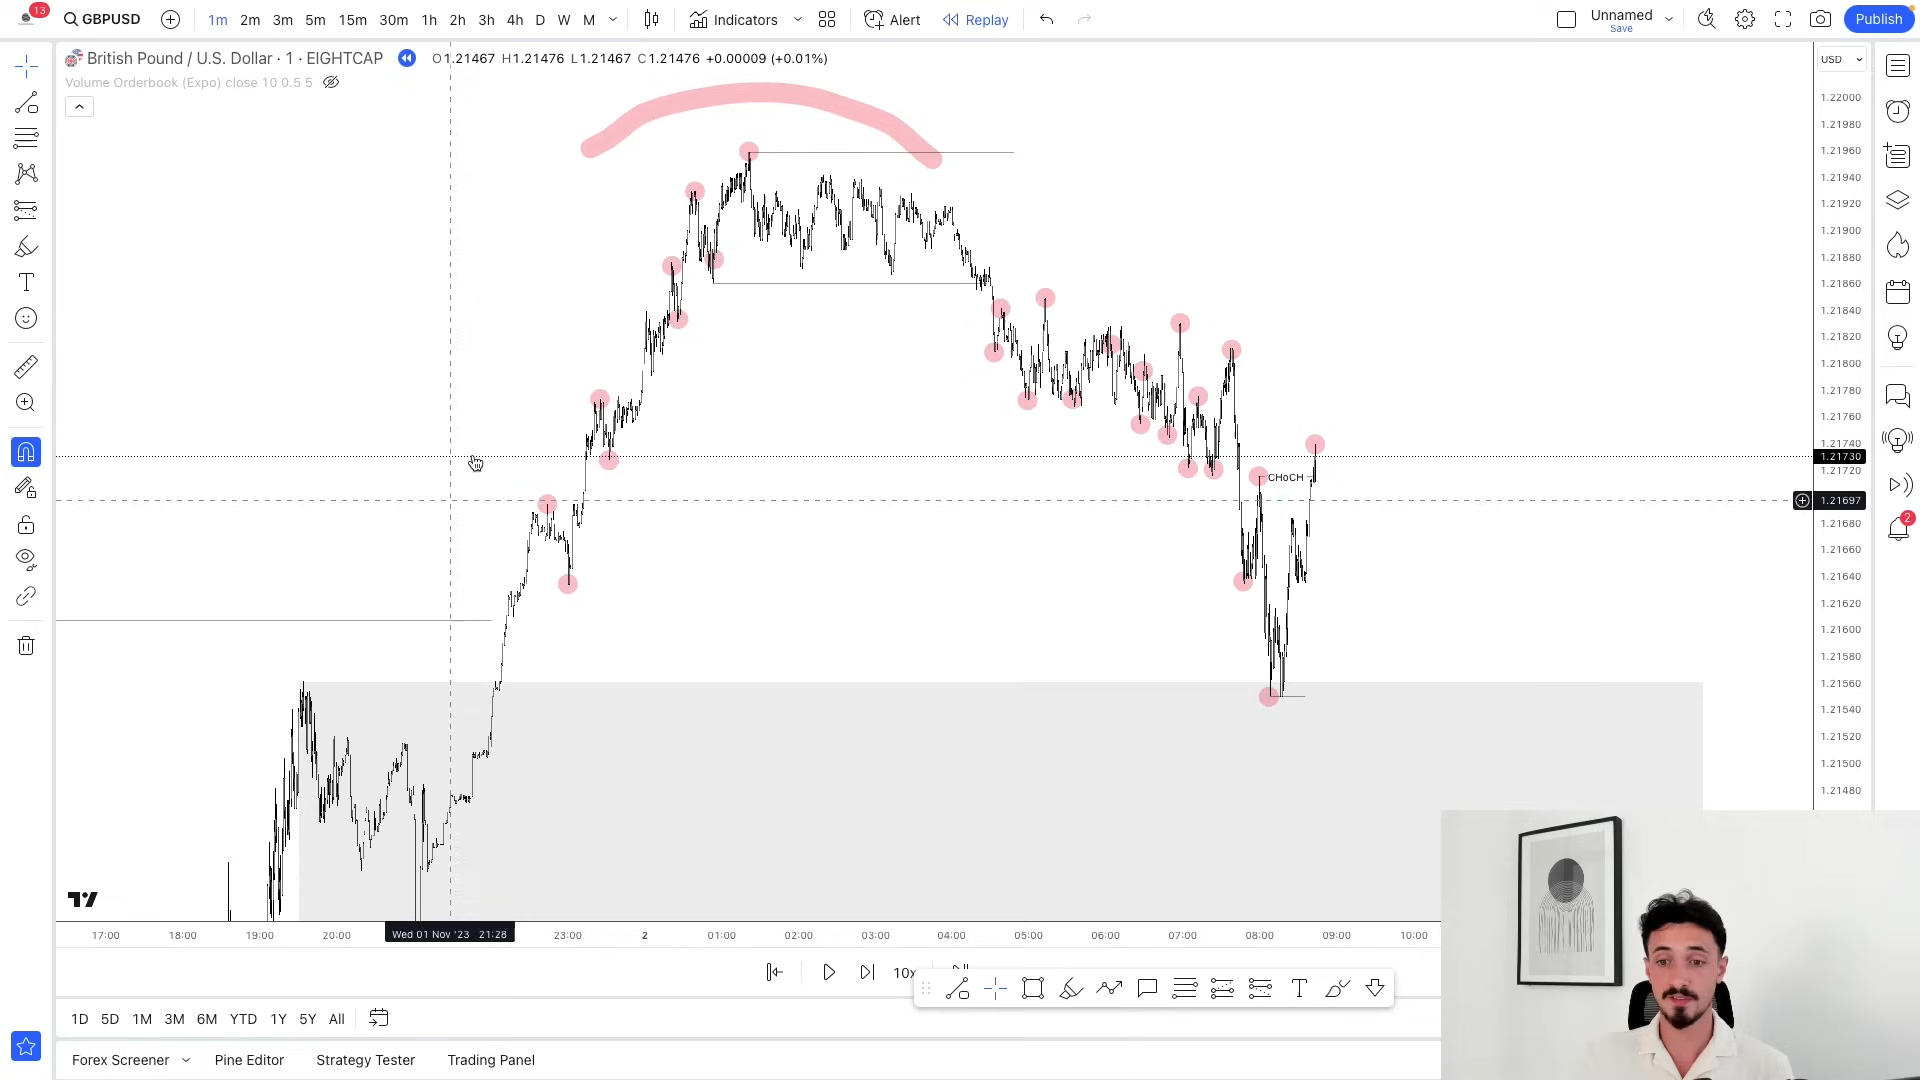 13
GBPUSD
1m 2m 3m 5m 15m 30m 1h 2h 3h 4h D W M
Indicators
Alert
Replay
Unnamed
Save
Publish
British Pound / U.S. Dollar · 1 · EIGHTCAP
O1.21467 H1.21476 L1.21467 C1.21476 +0.00009 (+0.01%)
Volume Orderbook (Expo) close 10 0.5 5
USD
1.22000
1.21980
1.21960
1.21940
1.21920
1.21900
1.21880
1.21860
1.21840
1.21820
1.21800
1.21780
1.21760
1.21740
1.21730
1.21720
CHoCH
1.21697
1.21680
1.21660
1.21640
1.21620
1.21600
1.21580
1.21560
1.21540
1.21520
1.21500
1.21480
2
17:00 18:00 19:00 20:00 Wed 01 Nov '23 21:28 23:00 2 01:00 02:00 03:00 04:00 05:00 06:00 07:00 08:00 09:00 10:00
10x
1D 5D 1M 3M 6M YTD 1Y 5Y All
Forex Screener Pine Editor Strategy Tester Trading Panel